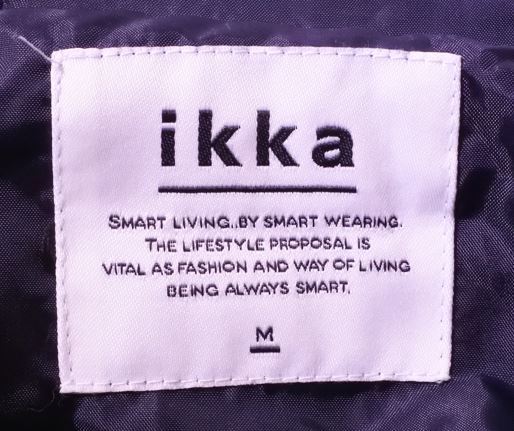 ikka
SMART LIVING..BY SMART WEARING.
THE LIFESTYLE PROPOSAL IS
VITAL AS FASHION AND WAY OF LIVING
BEING ALWAYS SMART.
M